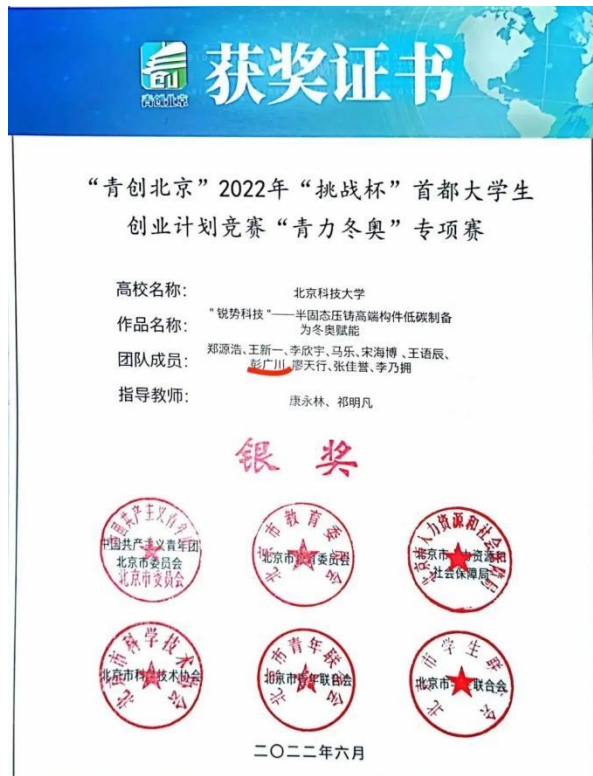 青创北京
获奖证书
“青创北京”2022年“挑战杯”首都大学生
创业计划竞赛“青力冬奥”专项赛
高校名称： 北京科技大学
作品名称： "锐势科技"——半固态压铸高端构件低碳制备
为冬奥赋能
团队成员： 郑源浩、王新一、李欣宇、马乐、宋海博、王语辰、
彭广川、廖天行、张佳誉、李乃拥
指导教师： 康永林、祁明凡
银 奖
中国共产主义青年团
北京市委员会
北京市委员会
北京市教育委员会
北京市人力资源和
社会保障局
北京市科学技术协会
北京市青年联合会
北京市学生联合会
二〇二二年六月